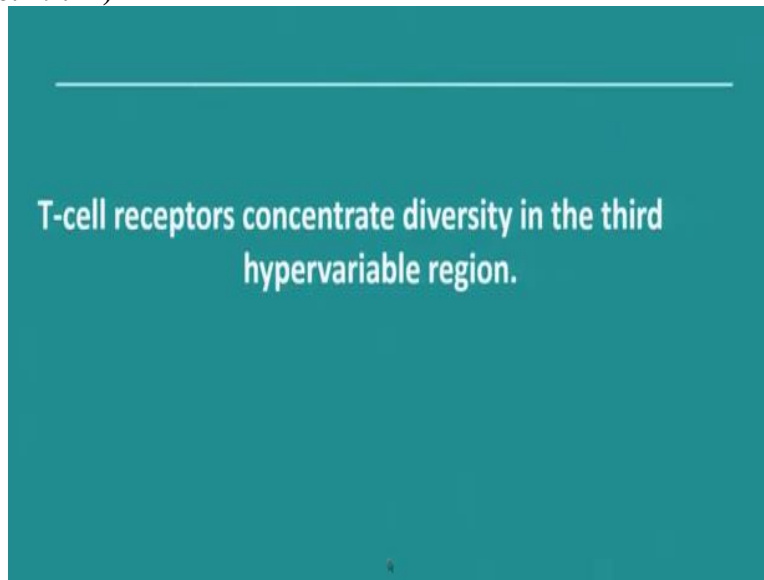 T-cell receptors concentrate diversity in the third
hypervariable region.